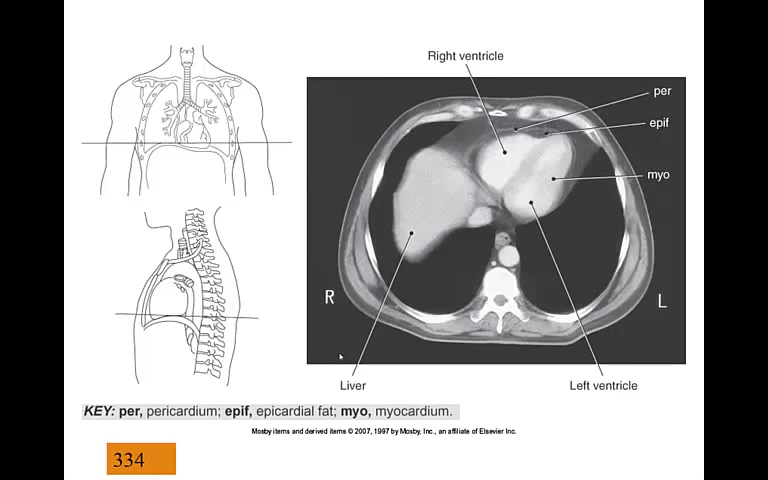 Right ventricle
per
epif
myo
R
L
Liver
Left ventricle
KEY: per, pericardium; epif, epicardial fat; myo, myocardium.
Mosby items and derived items © 2007, 1997 by Mosby, Inc., an affiliate of Elsevier Inc.
334